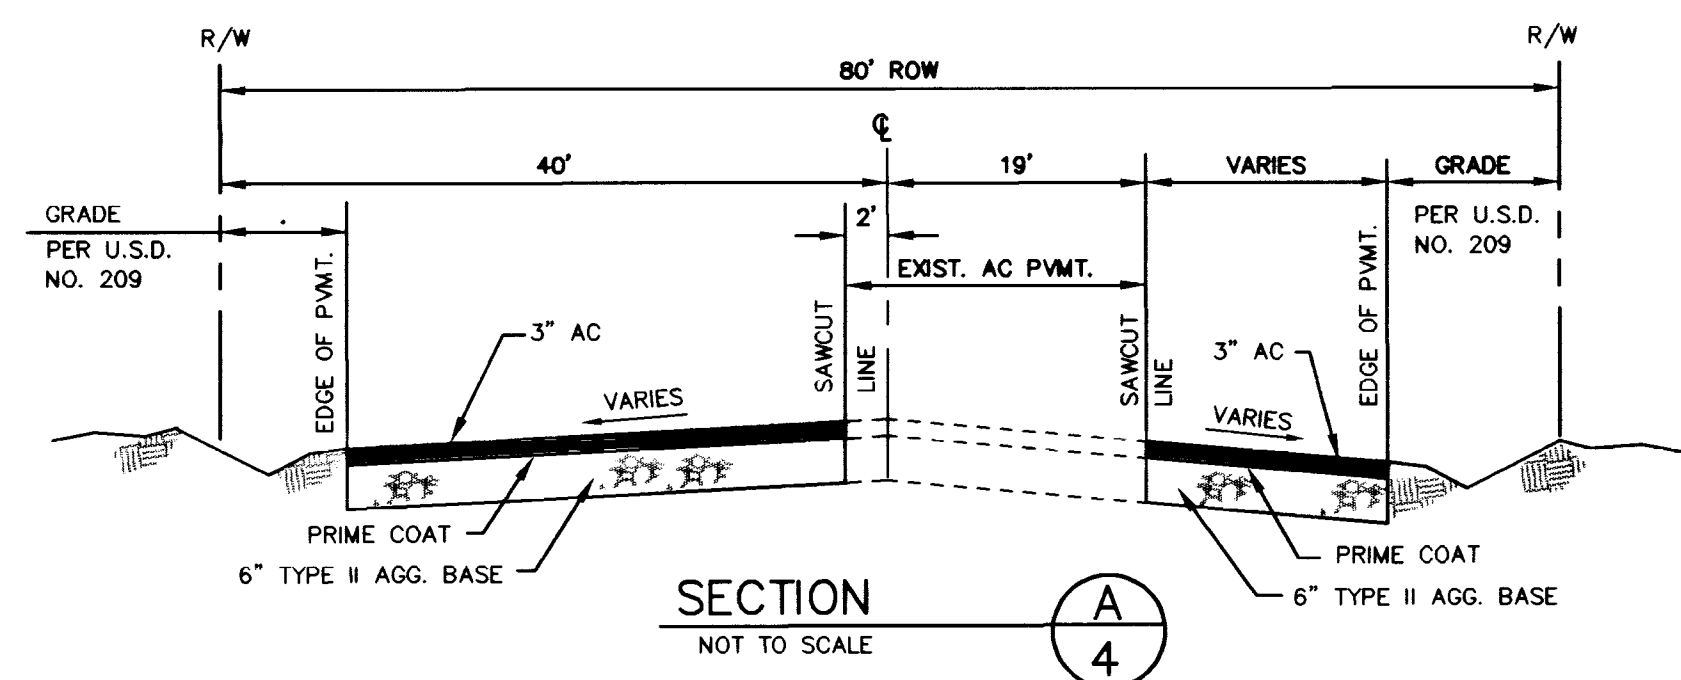 R/W
R/W
80' ROW
℄
40'
19'
VARIES
GRADE
GRADE
PER U.S.D.
NO. 209
2'
PER U.S.D.
NO. 209
EXIST. AC PVMT.
EDGE OF PVMT.
3" AC
SAWCUT
LINE
SAWCUT
LINE
3" AC
EDGE OF PVMT.
VARIES
VARIES
PRIME COAT
6" TYPE II AGG. BASE
PRIME COAT
6" TYPE II AGG. BASE
SECTION
NOT TO SCALE
A
4